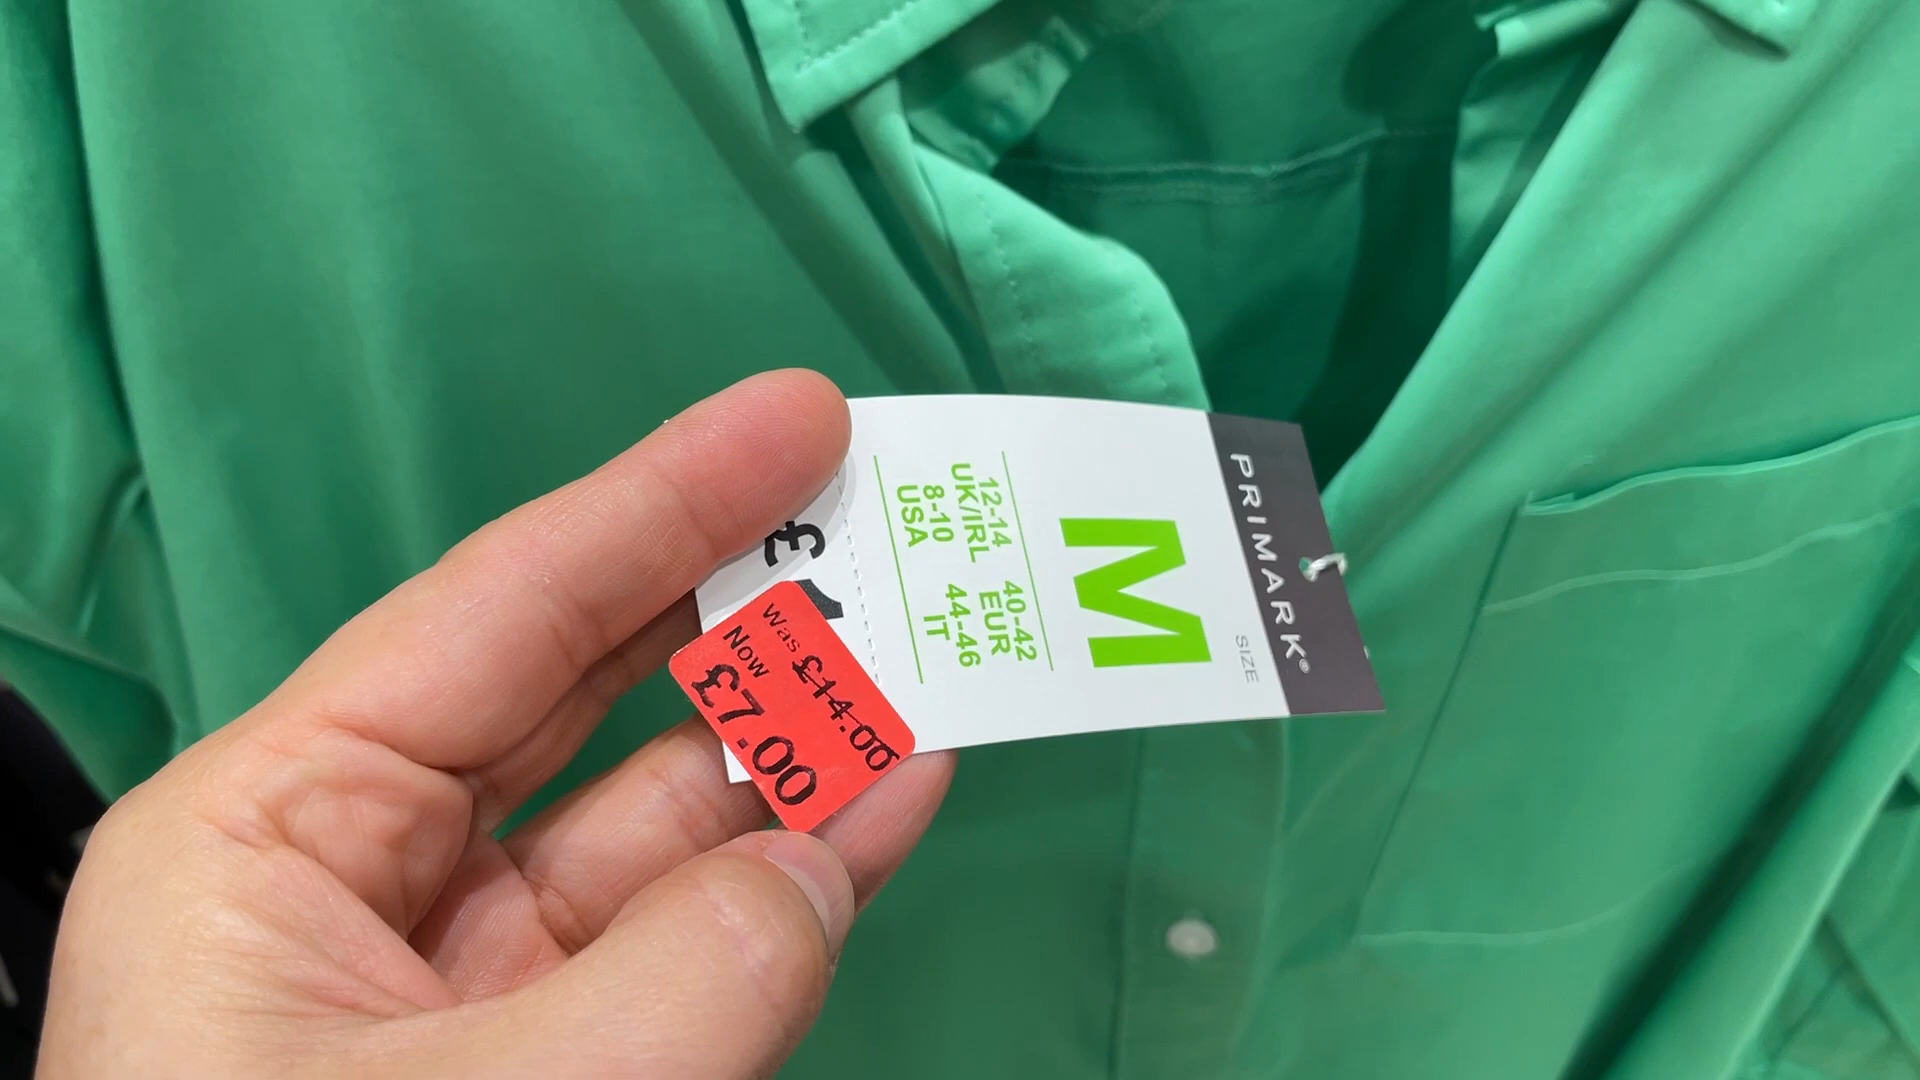 PRIMARK®
SIZE
M
12-14 40-42
UK/IRL EUR
8-10 44-46
USA IT
£
Was £14.00
Now
£7.00